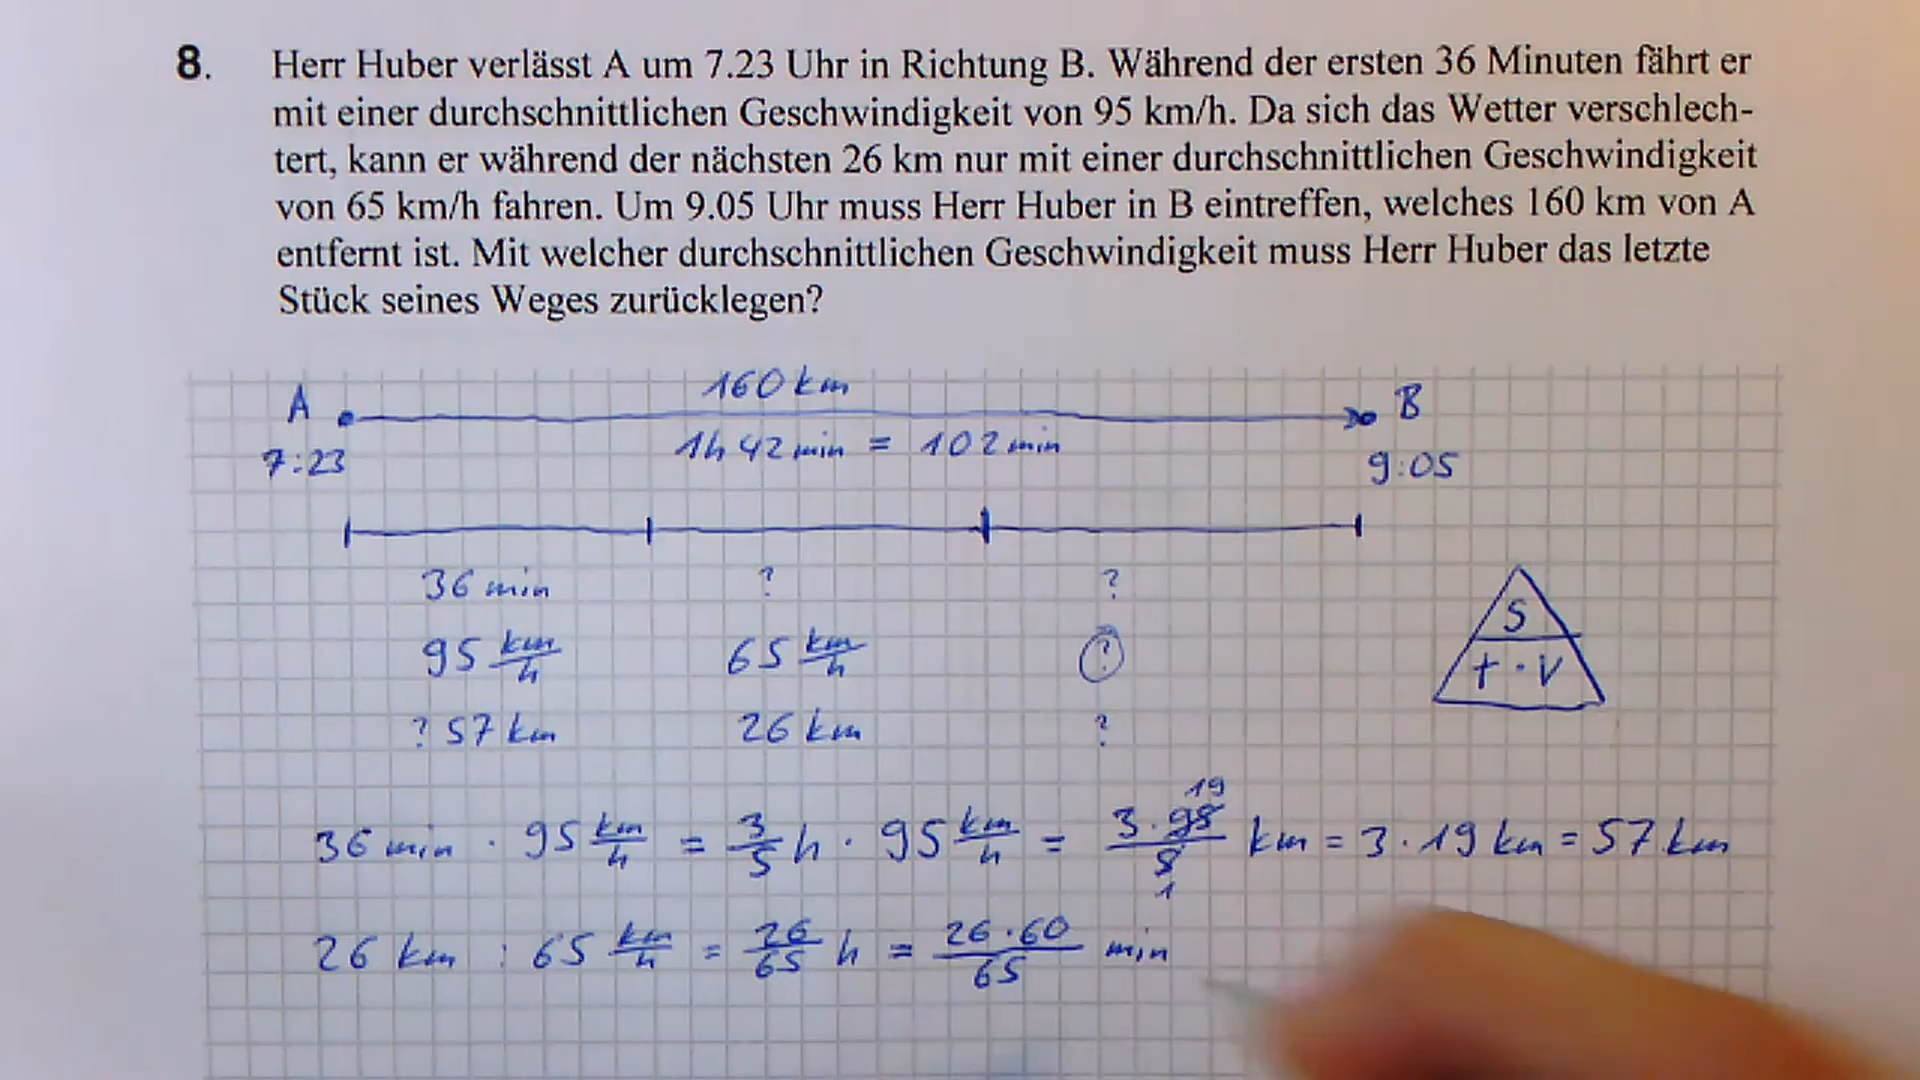 8. Herr Huber verlässt A um 7.23 Uhr in Richtung B. Während der ersten 36 Minuten fährt er
mit einer durchschnittlichen Geschwindigkeit von 95 km/h. Da sich das Wetter verschlech-
tert, kann er während der nächsten 26 km nur mit einer durchschnittlichen Geschwindigkeit
von 65 km/h fahren. Um 9.05 Uhr muss Herr Huber in B eintreffen, welches 160 km von A
entfernt ist. Mit welcher durchschnittlichen Geschwindigkeit muss Herr Huber das letzte
Stück seines Weges zurücklegen?
A 160 km B
7:23 1h 42 min = 102 min 9:05
36 min ? ?
95 km/h 65 km/h ?
? 57 km 26 km ?
s
t · v
36 min · 95 km/h = 3/5 h · 95 km/h = 3·95/5 km = 3 · 19 km = 57 km
19
1
26 km : 65 km/h = 26/65 h = 26·60/65 min